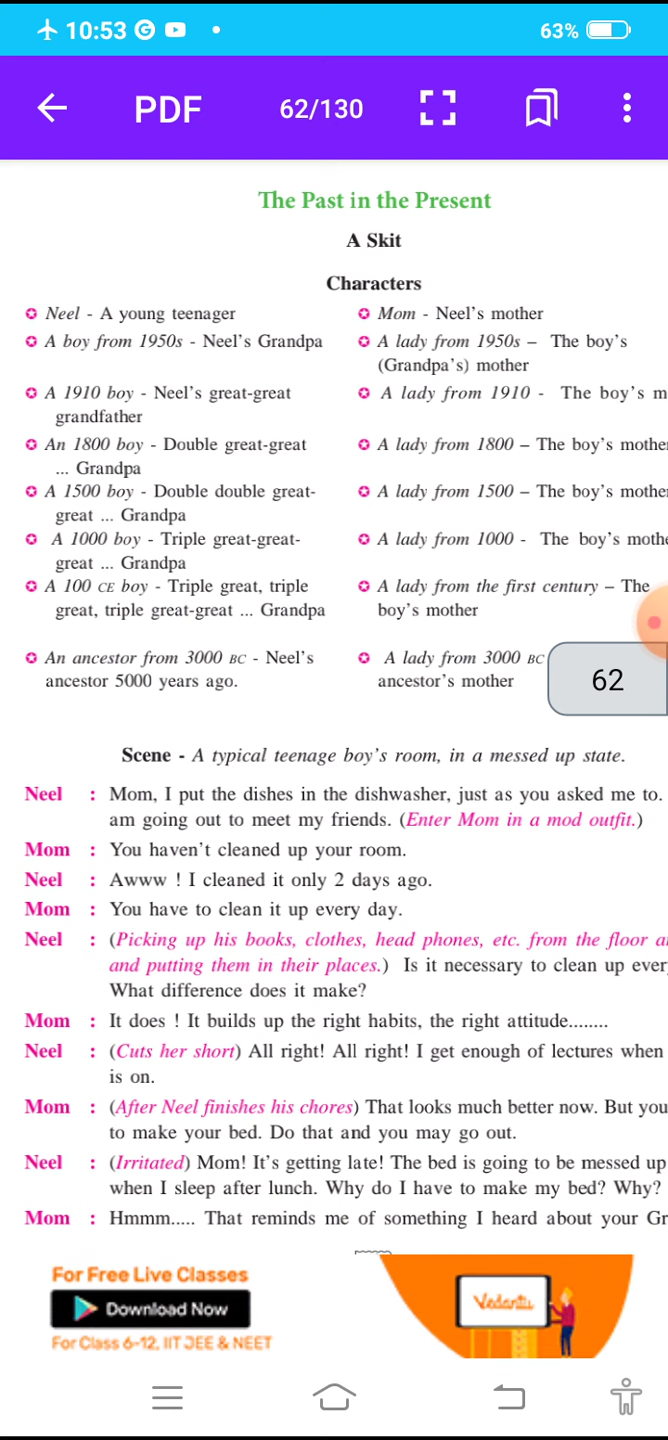 10:53
63%
PDF 62/130
The Past in the Present
A Skit
Characters
Neel - A young teenager
Mom - Neel's mother
A boy from 1950s - Neel's Grandpa
A lady from 1950s – The boy's
(Grandpa's) mother
A 1910 boy - Neel's great-great
grandfather
A lady from 1910 - The boy's m
An 1800 boy - Double great-great
... Grandpa
A lady from 1800 – The boy's mother
A 1500 boy - Double double great-
great ... Grandpa
A lady from 1500 – The boy's mother
A 1000 boy - Triple great-great-
great ... Grandpa
A lady from 1000 - The boy's moth
A 100 CE boy - Triple great, triple
great, triple great-great ... Grandpa
A lady from the first century – The
boy's mother
An ancestor from 3000 BC - Neel's
ancestor 5000 years ago.
A lady from 3000 BC
ancestor's mother
62
Scene - A typical teenage boy's room, in a messed up state.
Neel : Mom, I put the dishes in the dishwasher, just as you asked me to.
am going out to meet my friends. (Enter Mom in a mod outfit.)
Mom : You haven't cleaned up your room.
Neel : Awww ! I cleaned it only 2 days ago.
Mom : You have to clean it up every day.
Neel : (Picking up his books, clothes, head phones, etc. from the floor a
and putting them in their places.) Is it necessary to clean up ever
What difference does it make?
Mom : It does ! It builds up the right habits, the right attitude........
Neel : (Cuts her short) All right! All right! I get enough of lectures when
is on.
Mom : (After Neel finishes his chores) That looks much better now. But you
to make your bed. Do that and you may go out.
Neel : (Irritated) Mom! It's getting late! The bed is going to be messed up
when I sleep after lunch. Why do I have to make my bed? Why?
Mom : Hmmm..... That reminds me of something I heard about your Gr
For Free Live Classes
Download Now
For Class 6-12, IIT JEE & NEET
Vedantu